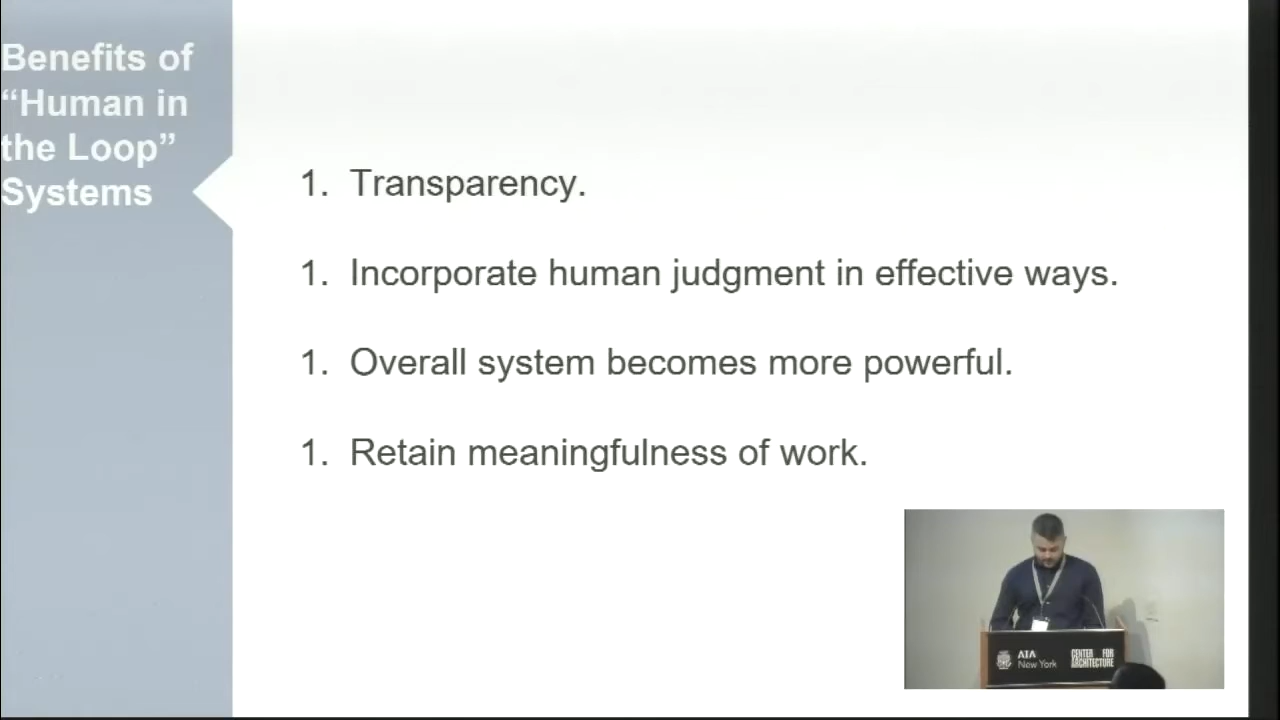 Benefits of
“Human in
the Loop”
Systems
1. Transparency.
1. Incorporate human judgment in effective ways.
1. Overall system becomes more powerful.
1. Retain meaningfulness of work.
AIA
New York
CENTER FOR
ARCHITECTURE